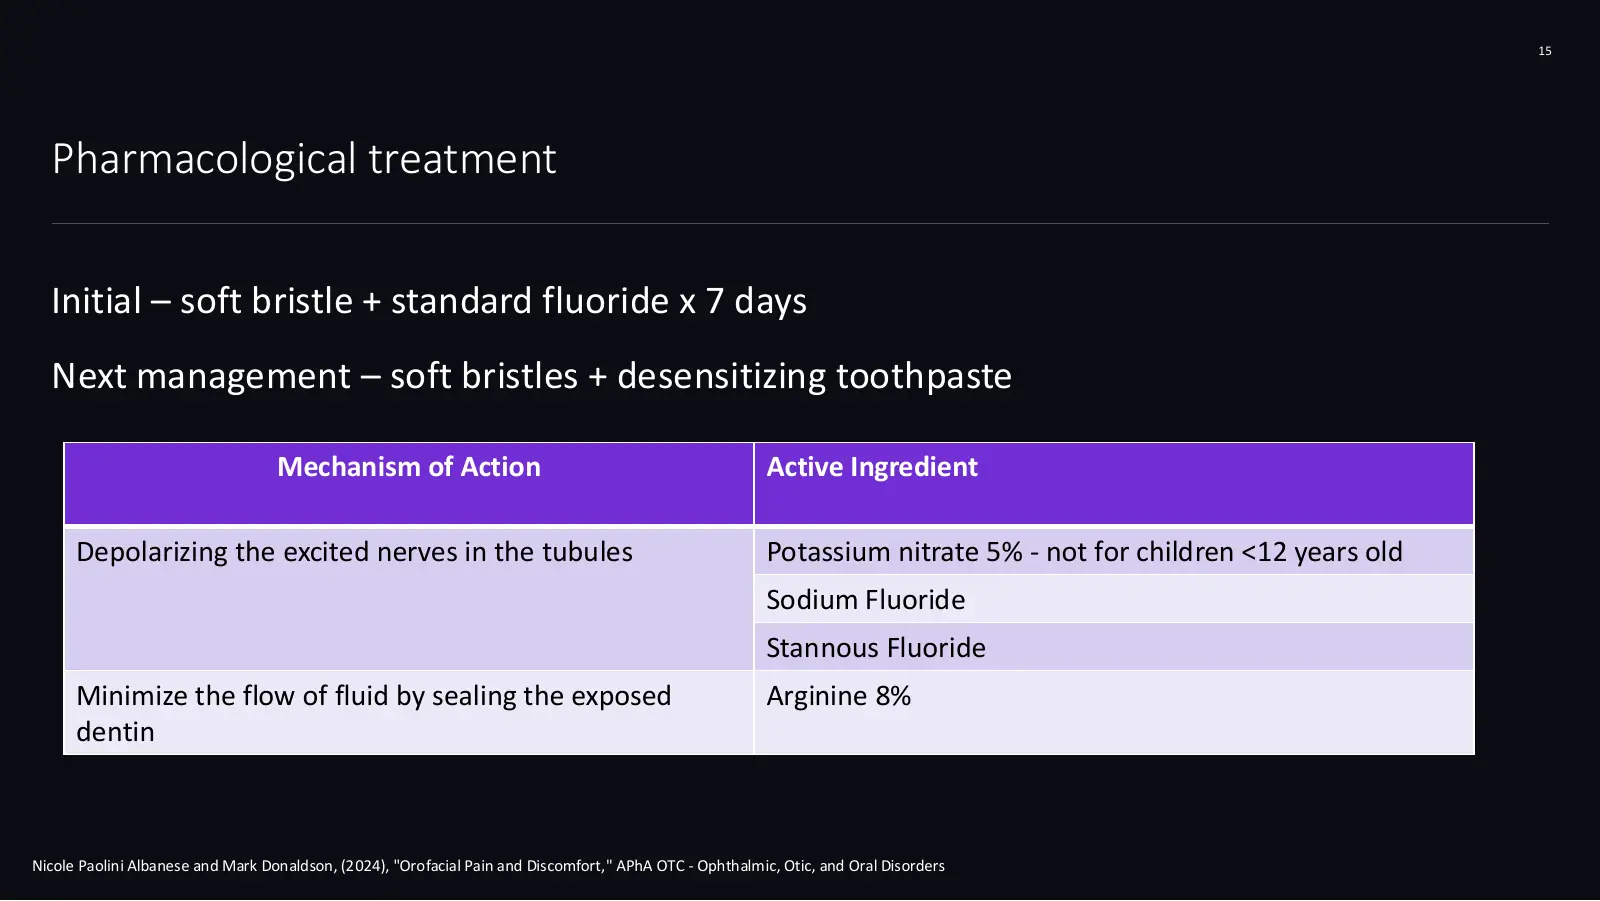 15
Pharmacological treatment
Initial – soft bristle + standard fluoride x 7 days
Next management – soft bristles + desensitizing toothpaste
Mechanism of Action
Active Ingredient
Depolarizing the excited nerves in the tubules
Potassium nitrate 5% - not for children <12 years old
Sodium Fluoride
Stannous Fluoride
Minimize the flow of fluid by sealing the exposed
dentin
Arginine 8%
Nicole Paolini Albanese and Mark Donaldson, (2024), "Orofacial Pain and Discomfort," APhA OTC - Ophthalmic, Otic, and Oral Disorders